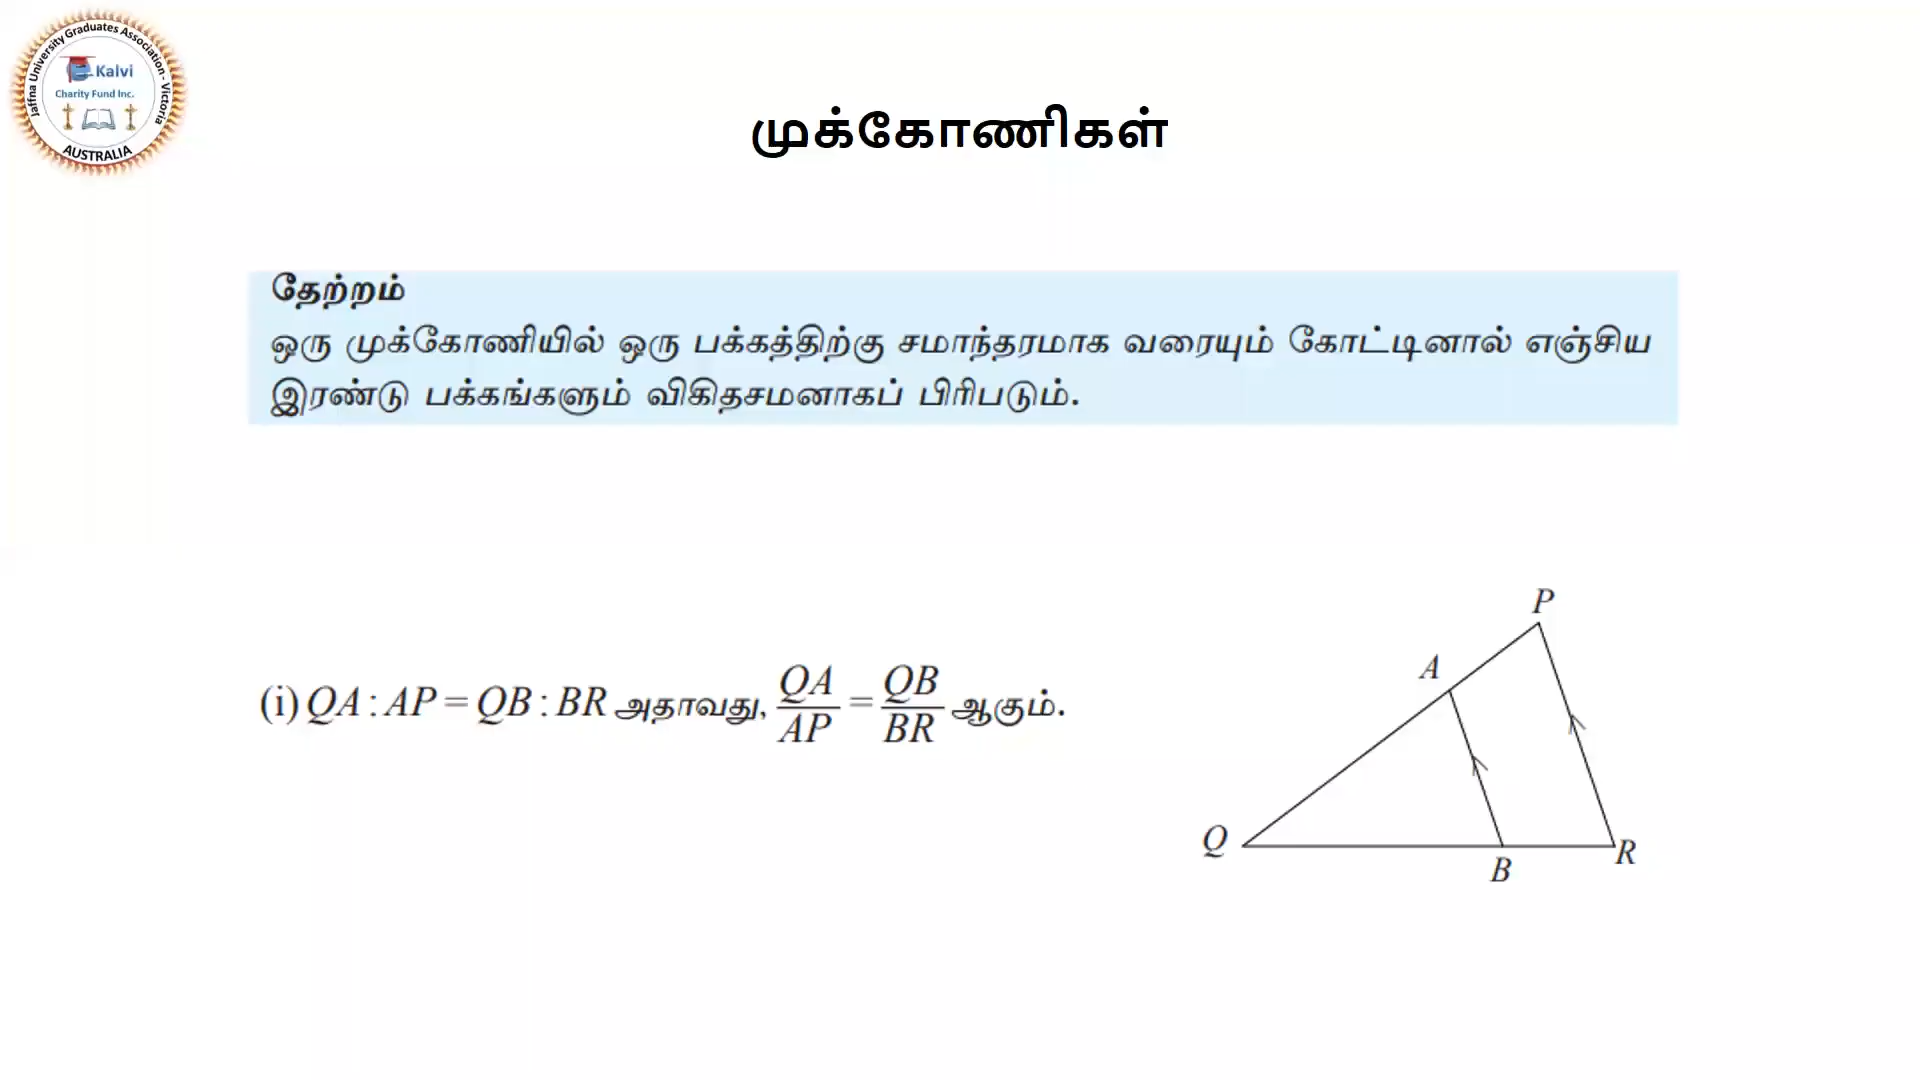 Jaffna University Graduates Association - Victoria
eKalvi
Charity Fund Inc.
AUSTRALIA
முக்கோணிகள்
தேற்றம்
ஒரு முக்கோணியில் ஒரு பக்கத்திற்கு சமாந்தரமாக வரையும் கோட்டினால் எஞ்சிய
இரண்டு பக்கங்களும் விகிதசமனாகப் பிரிபடும்.
(i) QA : AP = QB : BR அதாவது, QA/AP = QB/BR ஆகும்.
P
A
Q
B
R